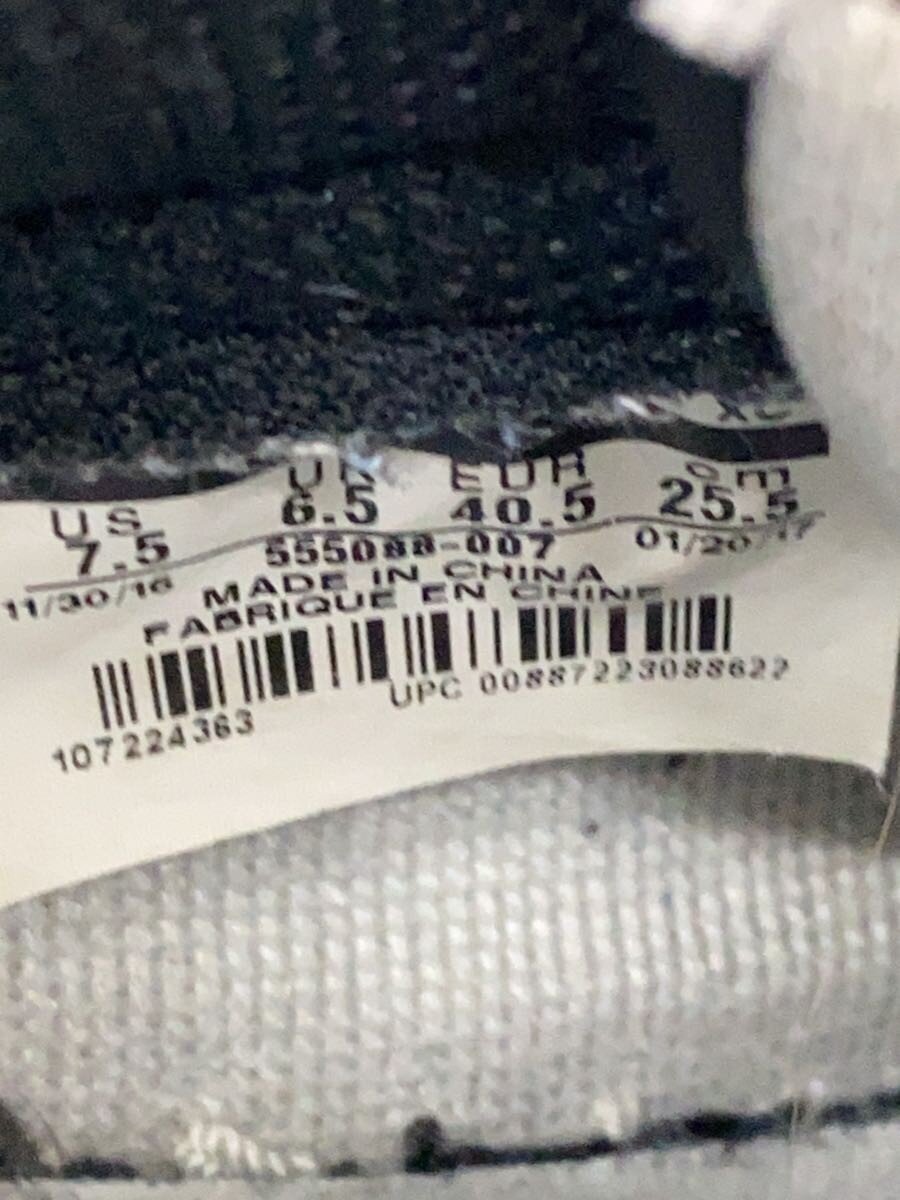 XC
US UK EUR cm
7.5 6.5 40.5 25.5
11/30/16 555088-007 01/20/17
MADE IN CHINA
FABRIQUE EN CHINE
UPC 00887223088622
107224363